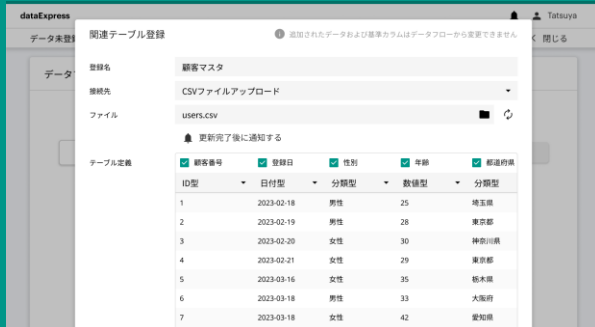 dataExpress Tatsuya
データ未登録 閉じる
データ
関連テーブル登録 追加されたデータおよび基準カラムはデータフローから変更できません
登録名 顧客マスタ
接続先 CSVファイルアップロード
ファイル users.csv
更新完了後に通知する
テーブル定義 顧客番号 登録日 性別 年齢 都道府県
ID型 日付型 分類型 数値型 分類型
1 2023-02-18 男性 25 埼玉県
2 2023-02-19 男性 28 東京都
3 2023-02-20 女性 30 神奈川県
4 2023-02-21 女性 29 東京都
5 2023-03-16 女性 35 栃木県
6 2023-03-18 男性 33 大阪府
7 2023-03-18 女性 42 愛知県